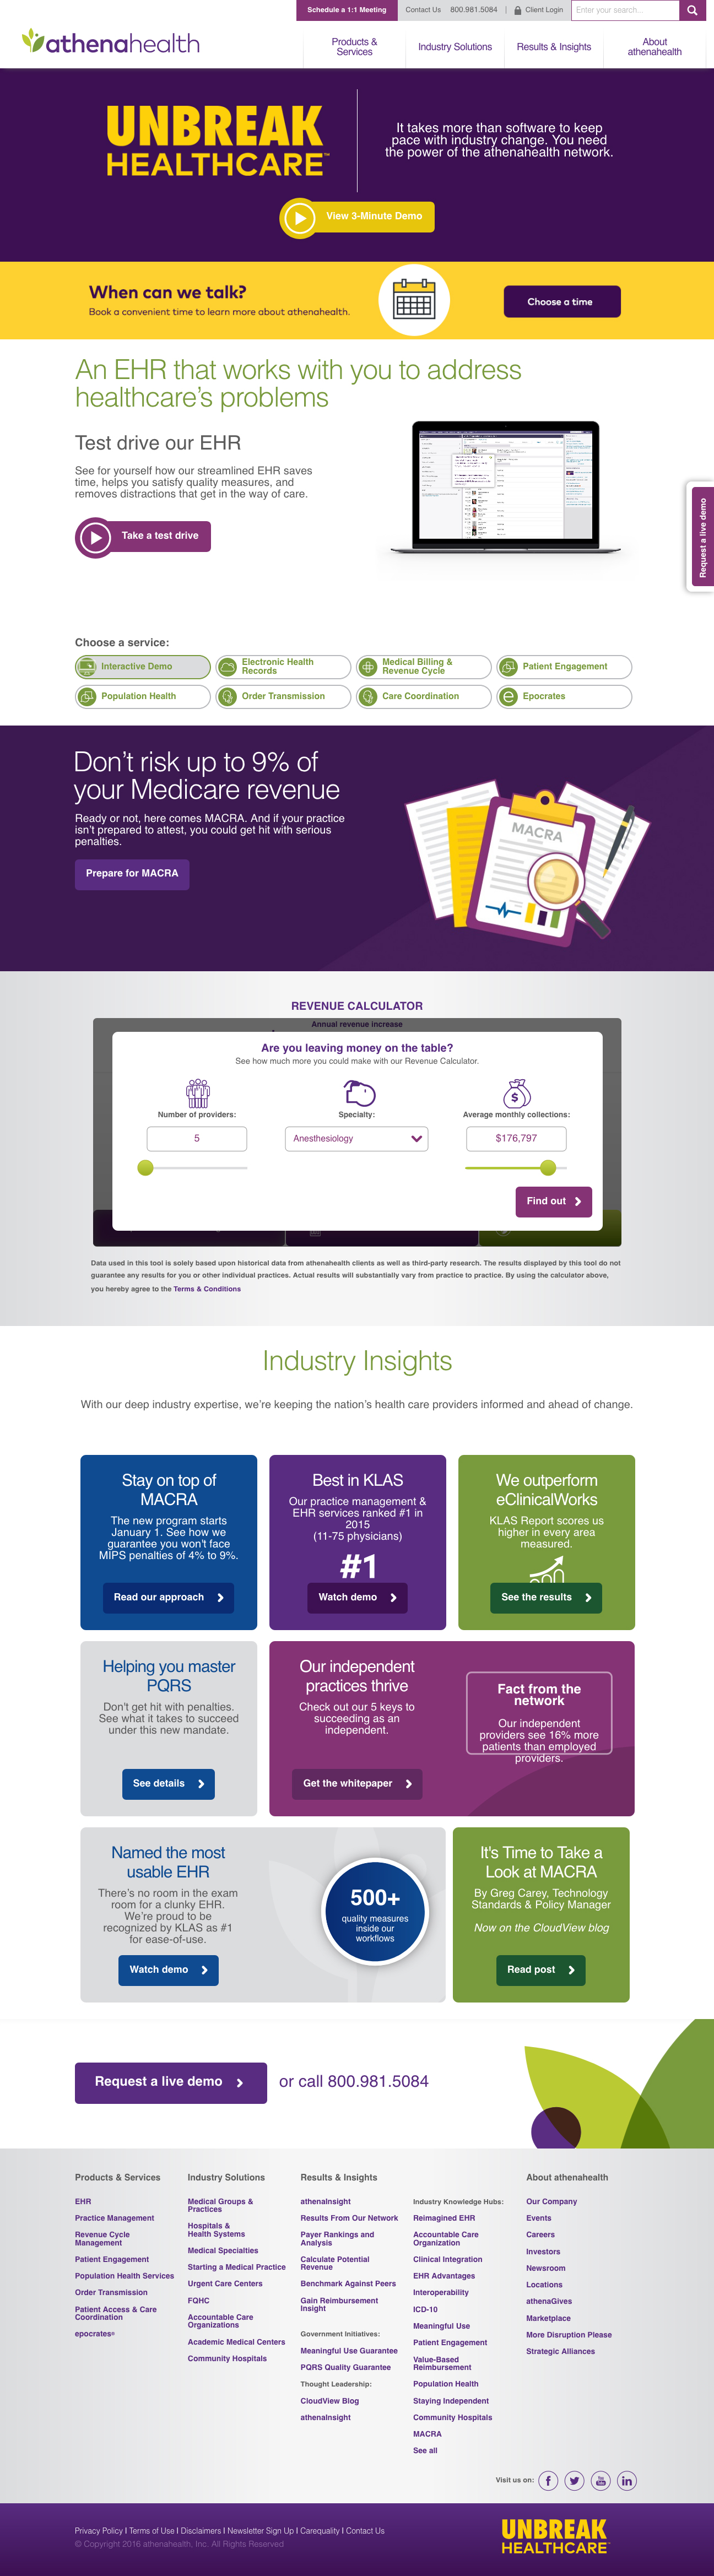 Schedule a 1:1 Meeting
Contact Us
800.981.5084 |
Client Login
Enter your search...
athenahealth
Products &
Services
Industry Solutions
Results & Insights
About
athenahealth
UNBREAK
HEALTHCARE™
It takes more than software to keep
pace with industry change. You need
the power of the athenahealth network.
View 3-Minute Demo
When can we talk?
Book a convenient time to learn more about athenahealth.
Choose a time
An EHR that works with you to address
healthcare's problems
Test drive our EHR
See for yourself how our streamlined EHR saves
time, helps you satisfy quality measures, and
removes distractions that get in the way of care.
Take a test drive
Request a live demo
Choose a service:
Interactive Demo
Electronic Health
Records
Medical Billing &
Revenue Cycle
Patient Engagement
Population Health
Order Transmission
Care Coordination
Epocrates
Don't risk up to 9% of
your Medicare revenue
Ready or not, here comes MACRA. And if your practice
isn't prepared to attest, you could get hit with serious
penalties.
Prepare for MACRA
MACRA
REVENUE CALCULATOR
Annual revenue increase
Are you leaving money on the table?
See how much more you could make with our Revenue Calculator.
Number of providers:
Specialty:
Average monthly collections:
5
Anesthesiology
$176,797
Find out
Data used in this tool is solely based upon historical data from athenahealth clients as well as third-party research. The results displayed by this tool do not
guarantee any results for you or other individual practices. Actual results will substantially vary from practice to practice. By using the calculator above,
you hereby agree to the Terms & Conditions
Industry Insights
With our deep industry expertise, we're keeping the nation's health care providers informed and ahead of change.
Stay on top of
MACRA
The new program starts
January 1. See how we
guarantee you won't face
MIPS penalties of 4% to 9%.
Read our approach
Best in KLAS
Our practice management &
EHR services ranked #1 in
2015
(11-75 physicians)
#1
Watch demo
We outperform
eClinicalWorks
KLAS Report scores us
higher in every area
measured.
See the results
Helping you master
PQRS
Don't get hit with penalties.
See what it takes to succeed
under this new mandate.
See details
Our independent
practices thrive
Check out our 5 keys to
succeeding as an
independent.
Get the whitepaper
Fact from the
network
Our independent
providers see 16% more
patients than employed
providers.
Named the most
usable EHR
There's no room in the exam
room for a clunky EHR.
We're proud to be
recognized by KLAS as #1
for ease-of-use.
Watch demo
500+
quality measures
inside our
workflows
It's Time to Take a
Look at MACRA
By Greg Carey, Technology
Standards & Policy Manager
Now on the CloudView blog
Read post
Request a live demo
or call 800.981.5084
Products & Services
EHR
Practice Management
Revenue Cycle
Management
Patient Engagement
Population Health Services
Order Transmission
Patient Access & Care
Coordination
epocrates®
Industry Solutions
Medical Groups &
Practices
Hospitals &
Health Systems
Medical Specialties
Starting a Medical Practice
Urgent Care Centers
FQHC
Accountable Care
Organizations
Academic Medical Centers
Community Hospitals
Results & Insights
athenaInsight
Results From Our Network
Payer Rankings and
Analysis
Calculate Potential
Revenue
Benchmark Against Peers
Gain Reimbursement
Insight
Government Initiatives:
Meaningful Use Guarantee
PQRS Quality Guarantee
Thought Leadership:
CloudView Blog
athenaInsight
Industry Knowledge Hubs:
Reimagined EHR
Accountable Care
Organization
Clinical Integration
EHR Advantages
Interoperability
ICD-10
Meaningful Use
Patient Engagement
Value-Based
Reimbursement
Population Health
Staying Independent
Community Hospitals
MACRA
See all
About athenahealth
Our Company
Events
Careers
Investors
Newsroom
Locations
athenaGives
Marketplace
More Disruption Please
Strategic Alliances
Visit us on:
Privacy Policy | Terms of Use | Disclaimers | Newsletter Sign Up | Carequality | Contact Us
© Copyright 2016 athenahealth, Inc. All Rights Reserved
UNBREAK
HEALTHCARE